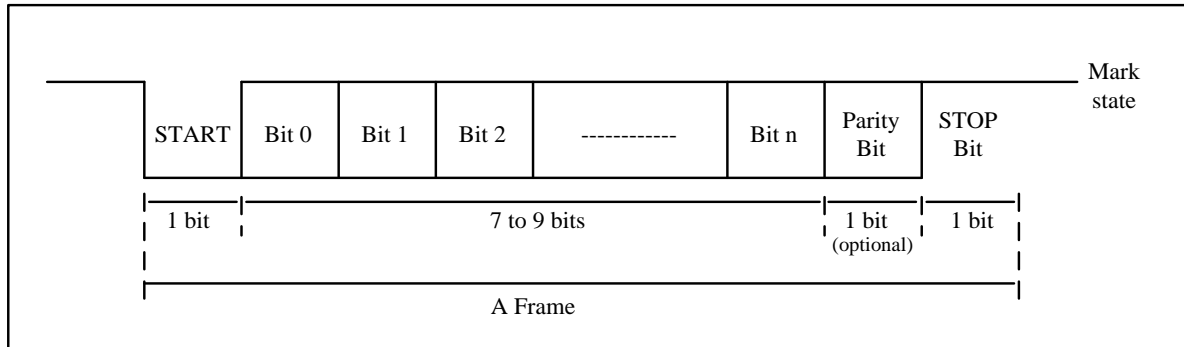 Mark
state
START
Bit 0
Bit 1
Bit 2
------------
Bit n
Parity
Bit
STOP
Bit
1 bit
7 to 9 bits
1 bit
(optional)
1 bit
A Frame